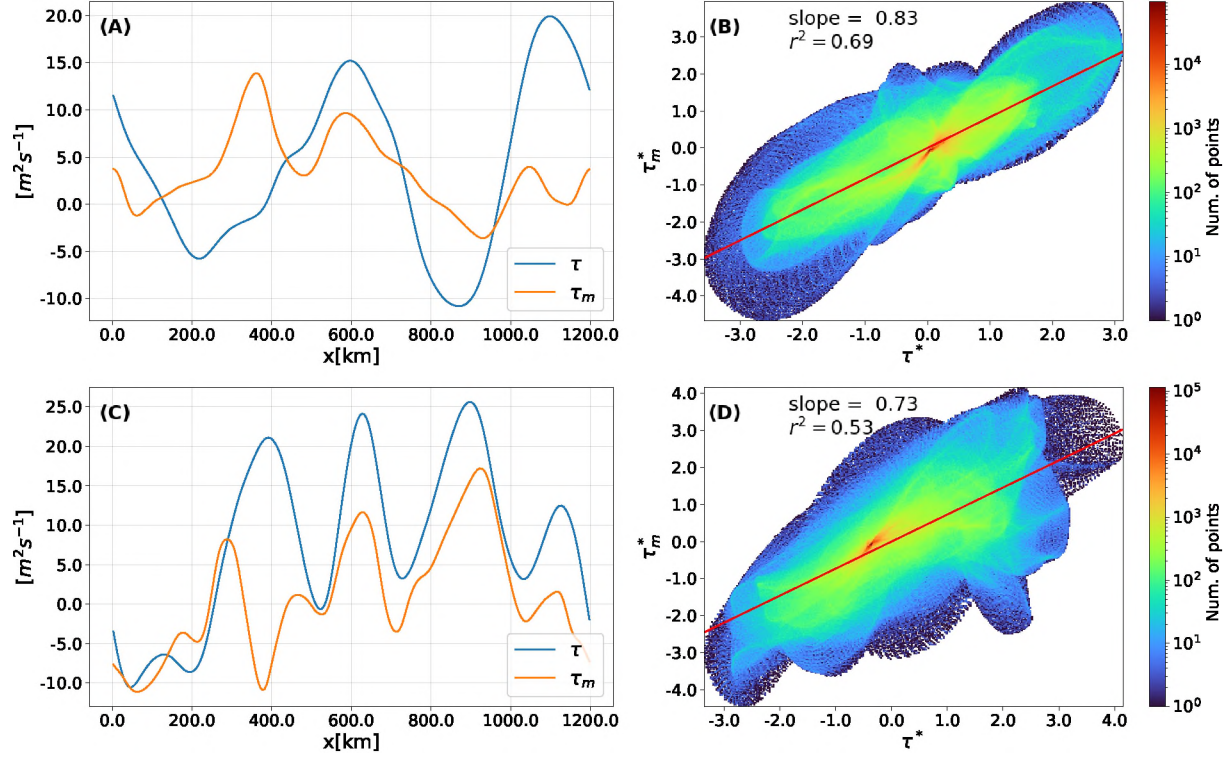 (A)
20.0
15.0
10.0
5.0
0.0
-5.0
-10.0
[m²s⁻¹]
τ
τₘ
0.0 200.0 400.0 600.0 800.0 1000.0 1200.0
x[km]
(B)
slope = 0.83
r² = 0.69
3.0
2.0
1.0
0.0
-1.0
-2.0
-3.0
-4.0
τ*ₘ
-3.0 -2.0 -1.0 0.0 1.0 2.0 3.0
τ*
10⁴
10³
10²
10¹
10⁰
Num. of points
(C)
25.0
20.0
15.0
10.0
5.0
0.0
-5.0
-10.0
[m²s⁻¹]
τ
τₘ
0.0 200.0 400.0 600.0 800.0 1000.0 1200.0
x[km]
(D)
slope = 0.73
r² = 0.53
4.0
3.0
2.0
1.0
0.0
-1.0
-2.0
-3.0
-4.0
τ*ₘ
-3.0 -2.0 -1.0 0.0 1.0 2.0 3.0 4.0
τ*
10⁵
10⁴
10³
10²
10¹
10⁰
Num. of points